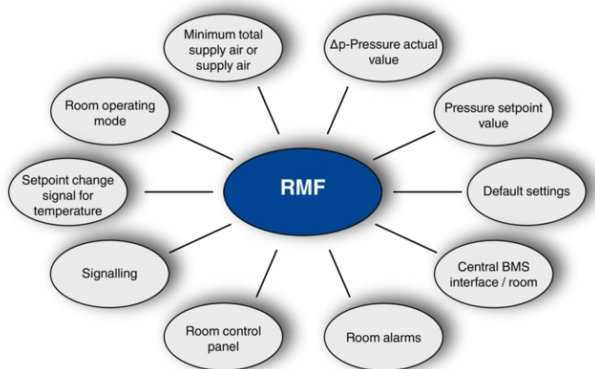 Minimum total
supply air or
supply air
Δp-Pressure actual
value
Room operating
mode
Pressure setpoint
value
RMF
Setpoint change
signal for
temperature
Default settings
Signalling
Central BMS
interface / room
Room control
panel
Room alarms